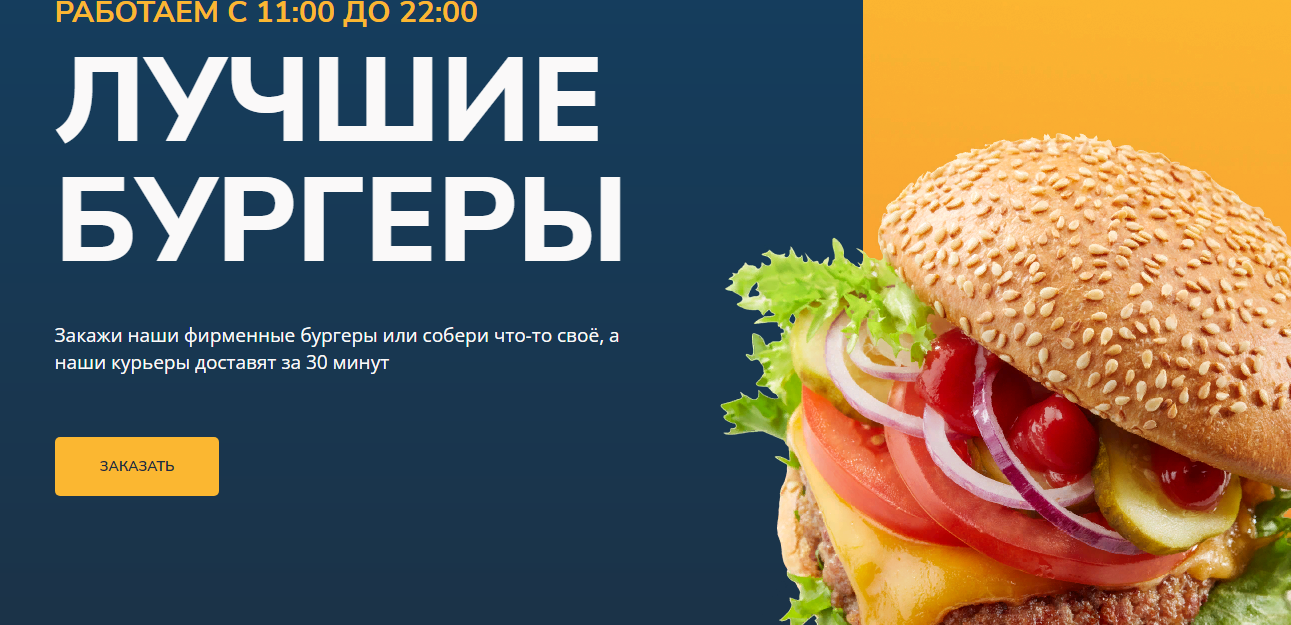 РАБОТАЕМ С 11:00 ДО 22:00
ЛУЧШИЕ
БУРГЕРЫ
Закажи наши фирменные бургеры или собери что-то своё, а
наши курьеры доставят за 30 минут
ЗАКАЗАТЬ